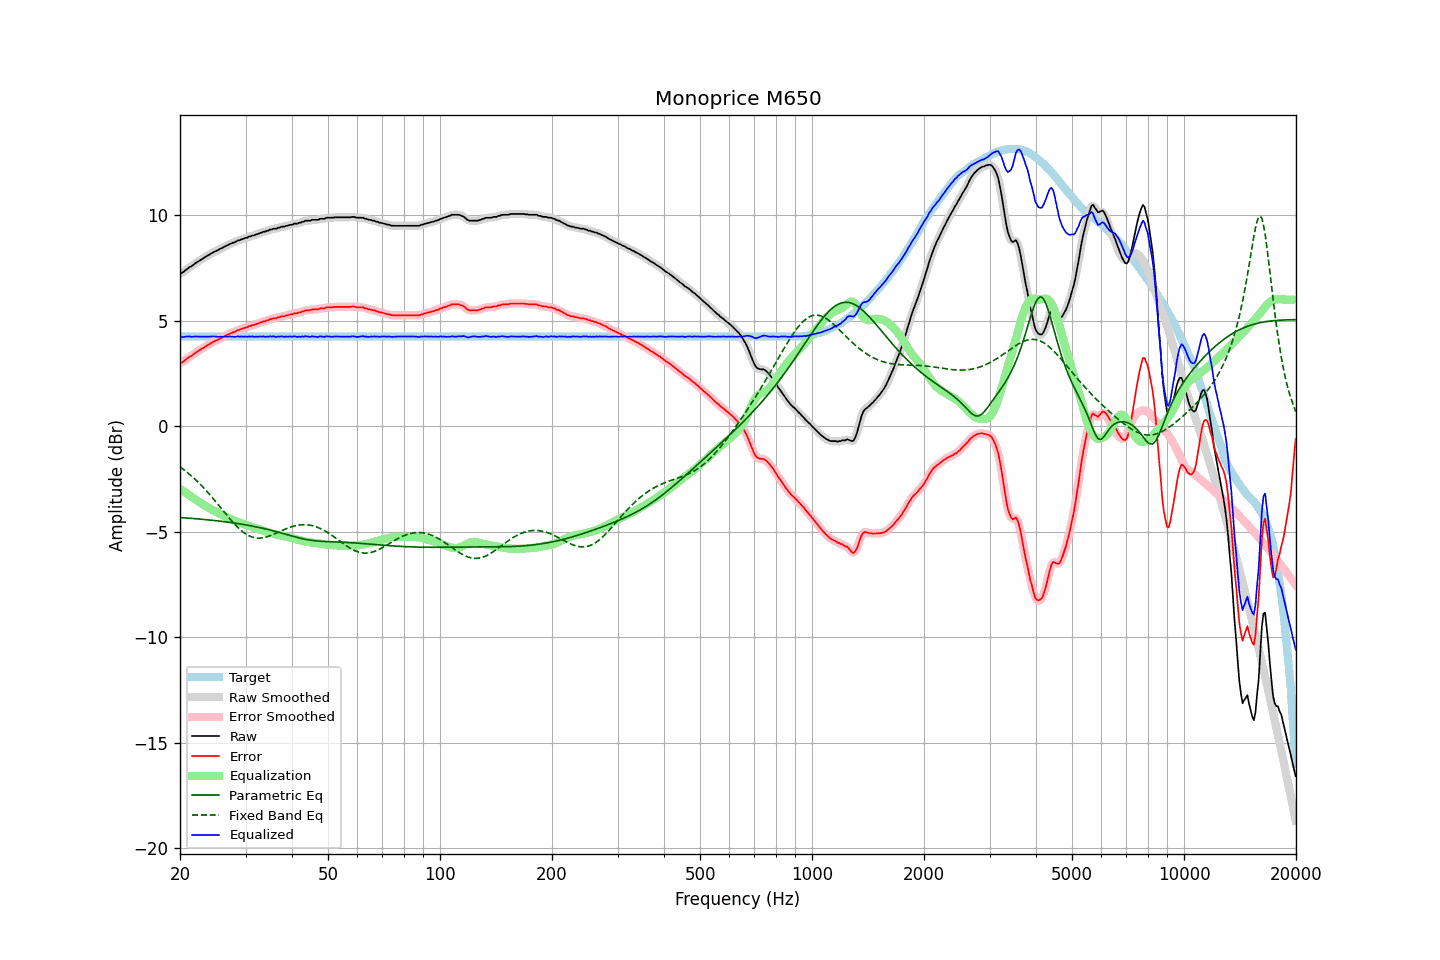 Monoprice M650
Amplitude (dBr)
10
5
0
−5
−10
−15
−20
Target
Raw Smoothed
Error Smoothed
Raw
Error
Equalization
Parametric Eq
Fixed Band Eq
Equalized
20 50 100 200 500 1000 2000 5000 10000 20000
Frequency (Hz)